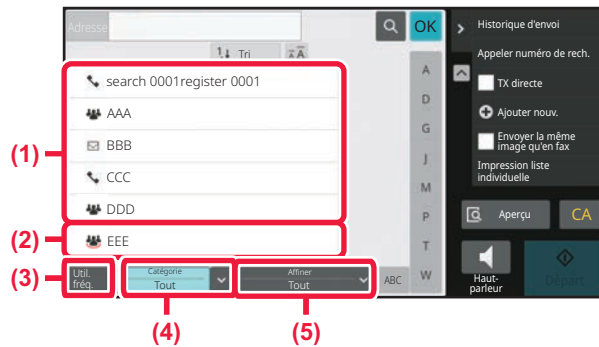 Adresse
OK
Tri
search 0001register 0001
AAA
BBB
CCC
DDD
EEE
A
D
G
J
M
P
T
W
ABC
Util.
fréq.
Catégorie
Tout
Affiner
Tout
Historique d'envoi
Appeler numéro de rech.
TX directe
Ajouter nouv.
Envoyer la même
image qu'en fax
Impression liste
individuelle
Aperçu
CA
Haut-
parleur
Départ
(1)
(2)
(3)
(4)
(5)